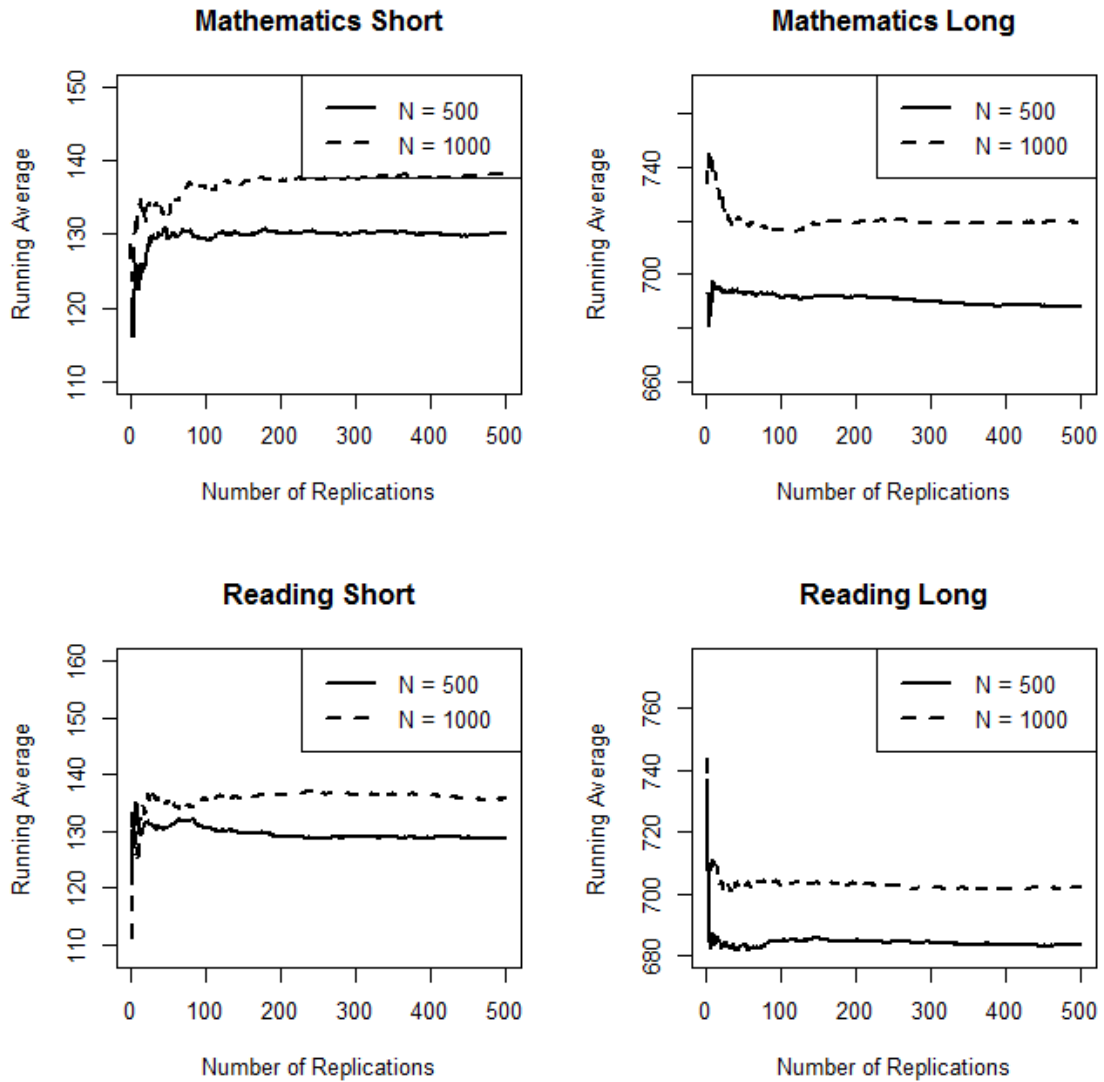 Mathematics Short
Running Average
150
140
130
120
110
N = 500
N = 1000
0 100 200 300 400 500
Number of Replications
Mathematics Long
Running Average
740
700
660
N = 500
N = 1000
0 100 200 300 400 500
Number of Replications
Reading Short
Running Average
160
150
140
130
120
110
N = 500
N = 1000
0 100 200 300 400 500
Number of Replications
Reading Long
Running Average
760
740
720
700
680
N = 500
N = 1000
0 100 200 300 400 500
Number of Replications